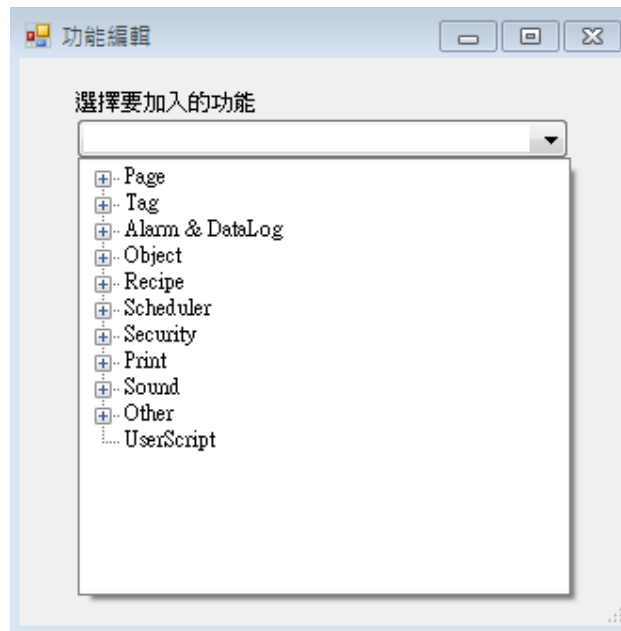 功能編輯
選擇要加入的功能
Page
Tag
Alarm & DataLog
Object
Recipe
Scheduler
Security
Print
Sound
Other
UserScript